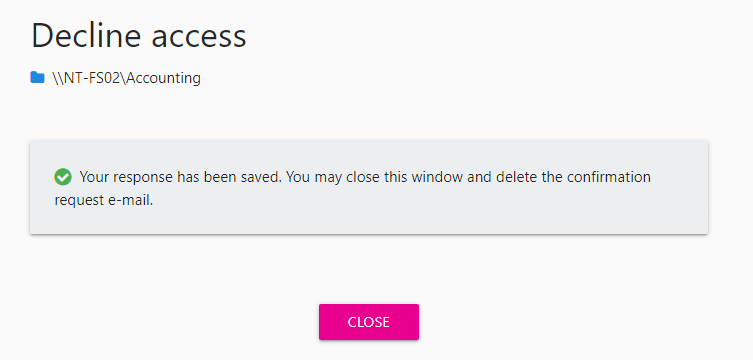 Decline access
\\NT-FS02\Accounting
Your response has been saved. You may close this window and delete the confirmation
request e-mail.
CLOSE